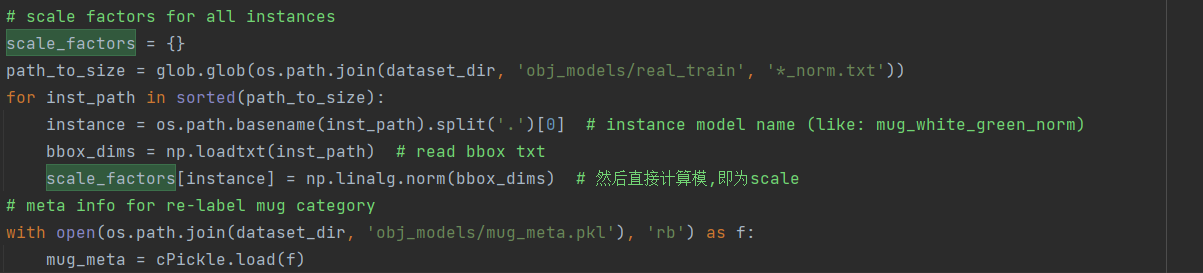 # scale factors for all instances
scale_factors = {}
path_to_size = glob.glob(os.path.join(dataset_dir, 'obj_models/real_train', '*_norm.txt'))
for inst_path in sorted(path_to_size):
    instance = os.path.basename(inst_path).split('.')[0]  # instance model name (like: mug_white_green_norm)
    bbox_dims = np.loadtxt(inst_path)  # read bbox txt
    scale_factors[instance] = np.linalg.norm(bbox_dims)  # 然后直接计算模,即为scale
# meta info for re-label mug category
with open(os.path.join(dataset_dir, 'obj_models/mug_meta.pkl'), 'rb') as f:
    mug_meta = cPickle.load(f)